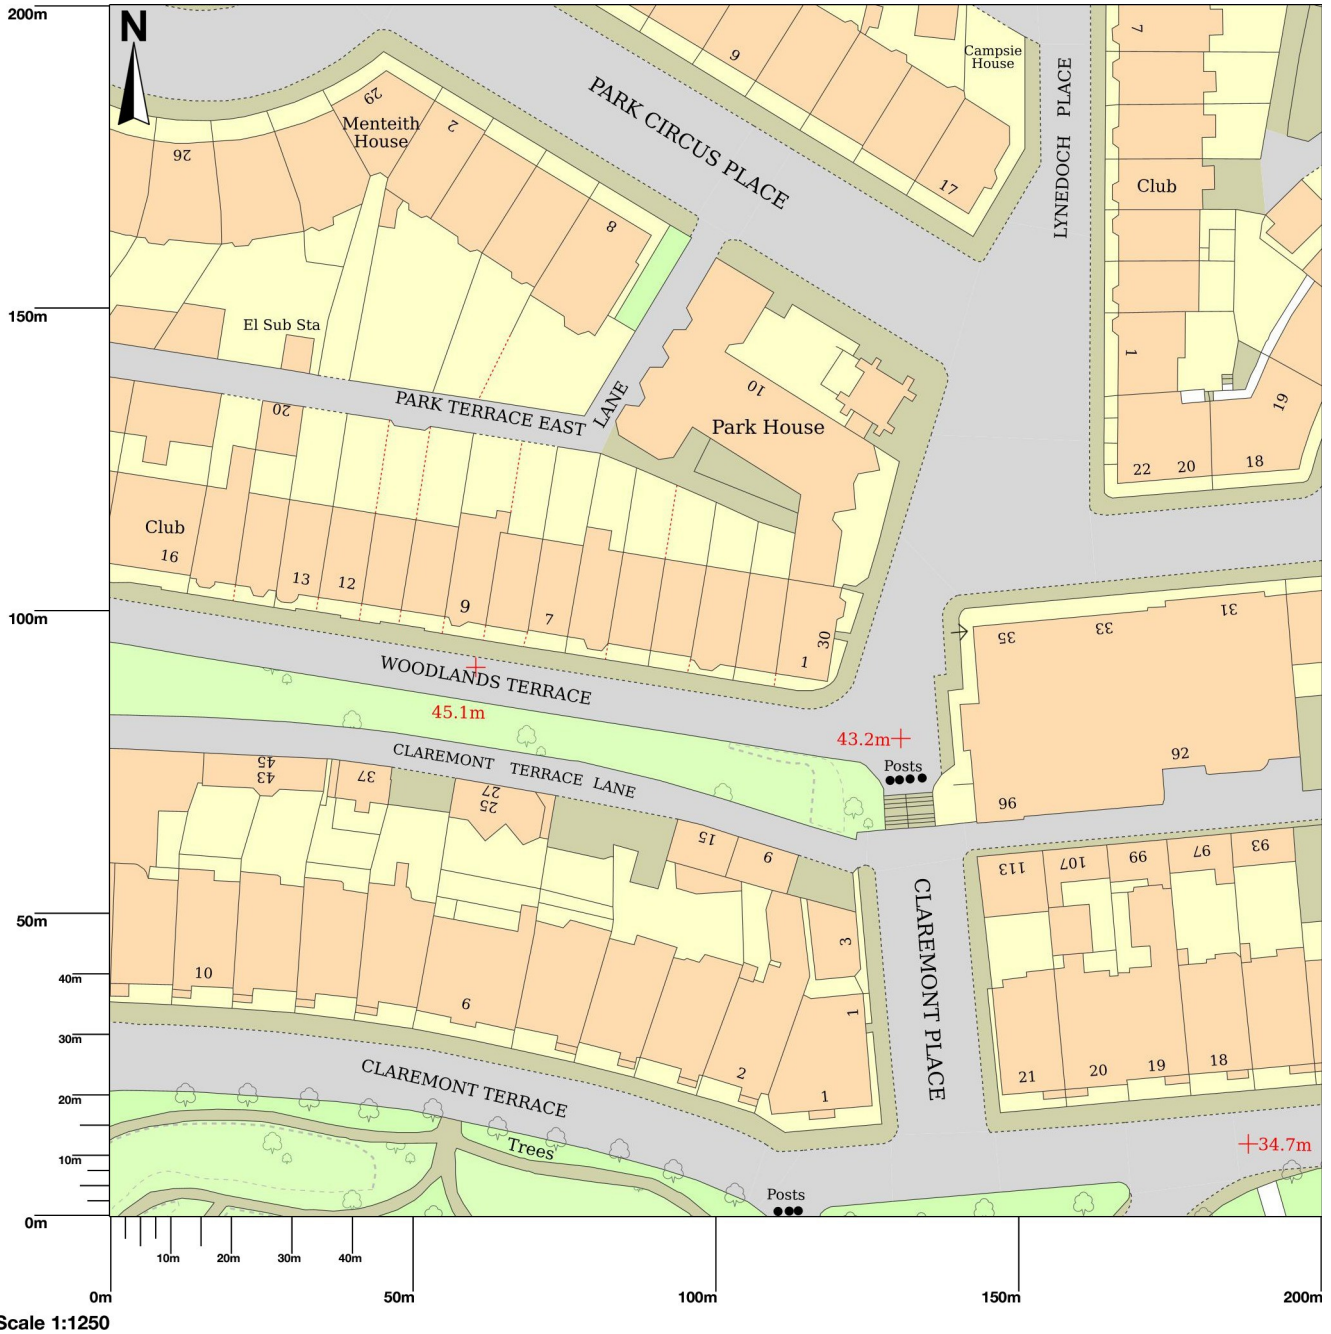 200m
N
Campsie
House
9
7
PARK CIRCUS PLACE
LYNEDOCH PLACE
29
Menteith
House
2
26
17
Club
8
150m
El Sub Sta
1
PARK TERRACE EAST
LANE
10
Park House
20
19
22
20
18
Club
16
13
12
9
7
100m
1
30
31
33
35
WOODLANDS TERRACE
45.1m
43.2m
Posts
92
96
CLAREMONT TERRACE LANE
45
43
37
27
25
15
9
113
107
99
97
93
50m
3
CLAREMONT PLACE
10
40m
6
1
30m
2
1
21
20
19
18
CLAREMONT TERRACE
20m
Trees
34.7m
10m
Posts
0m
10m
20m
30m
40m
0m
50m
100m
150m
200m
Scale 1:1250